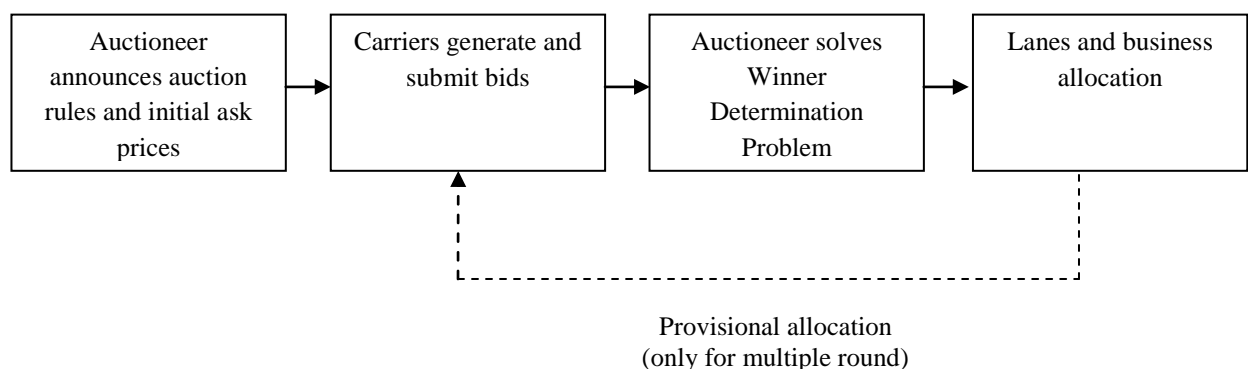 Auctioneer
announces auction
rules and initial ask
prices
Carriers generate and
submit bids
Auctioneer solves
Winner
Determination
Problem
Lanes and business
allocation
Provisional allocation
(only for multiple round)